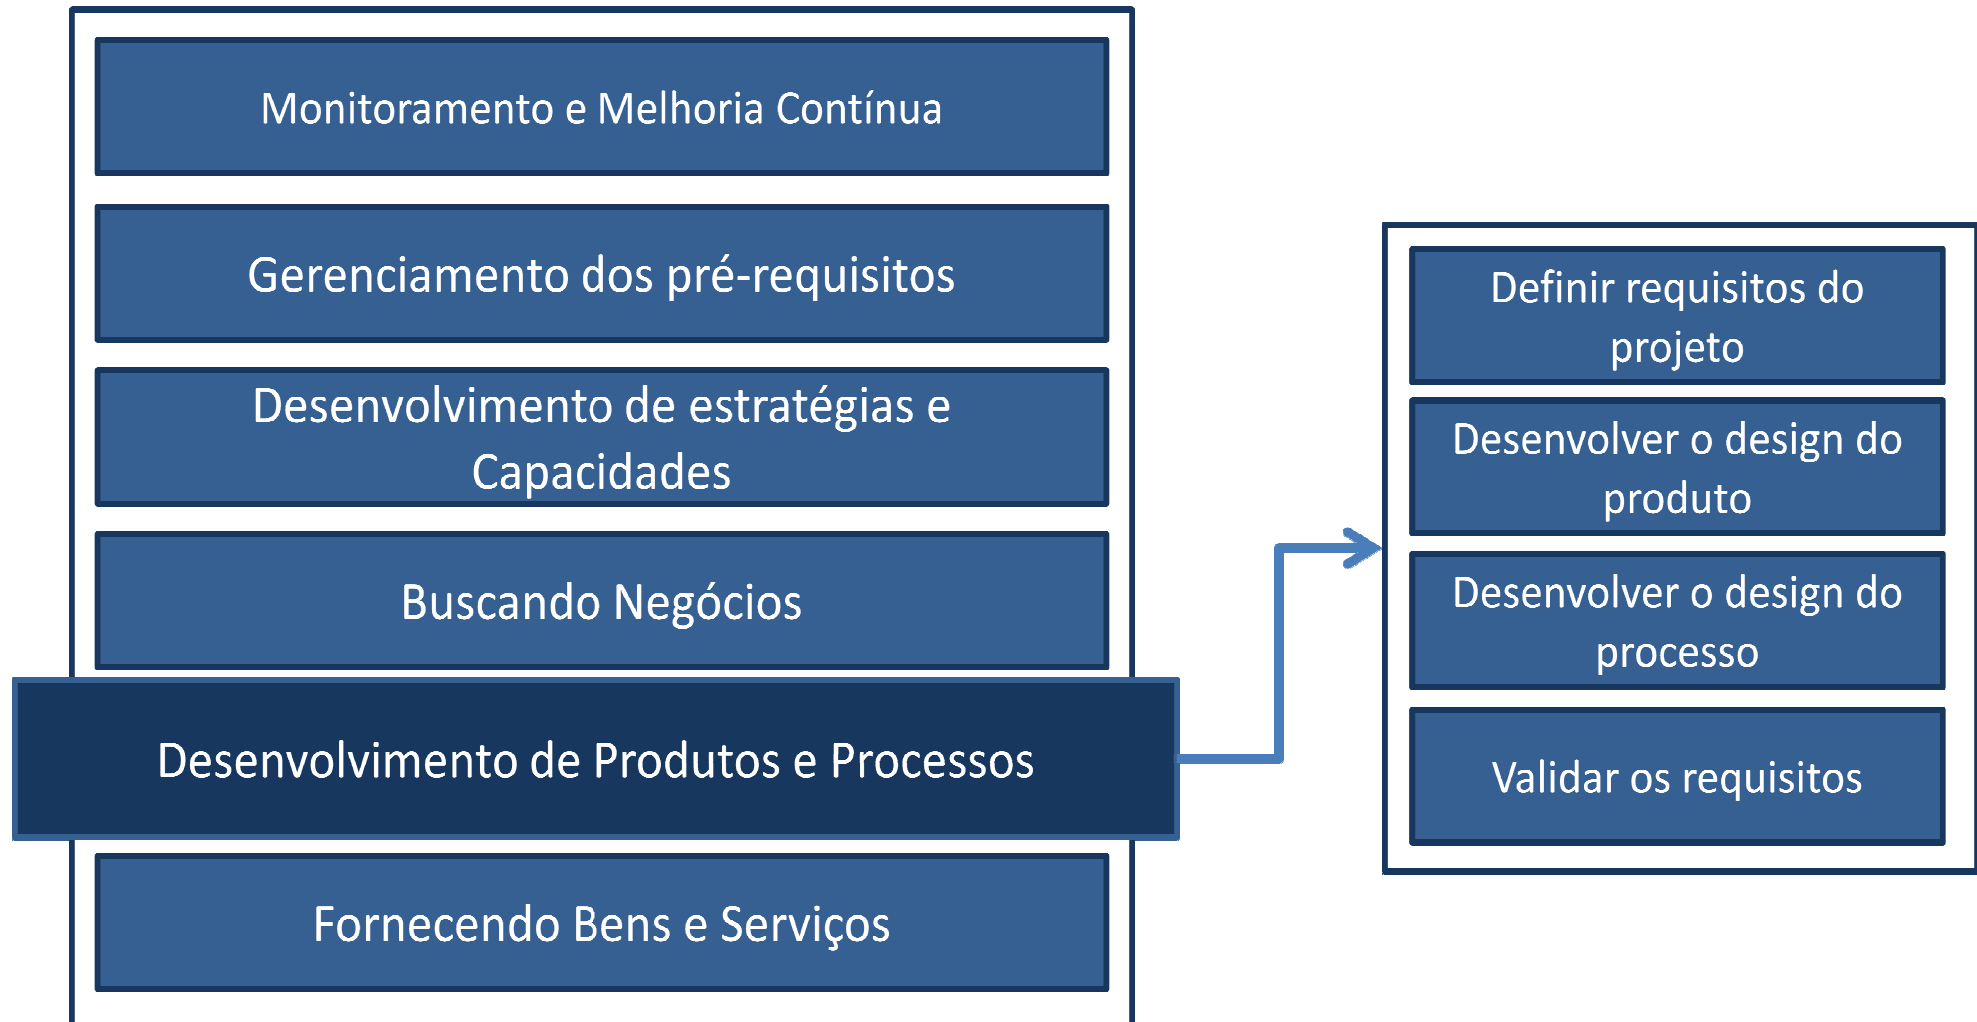 Monitoramento e Melhoria Contínua
Gerenciamento dos pré-requisitos
Desenvolvimento de estratégias e
Capacidades
Buscando Negócios
Desenvolvimento de Produtos e Processos
Fornecendo Bens e Serviços
Definir requisitos do
projeto
Desenvolver o design do
produto
Desenvolver o design do
processo
Validar os requisitos